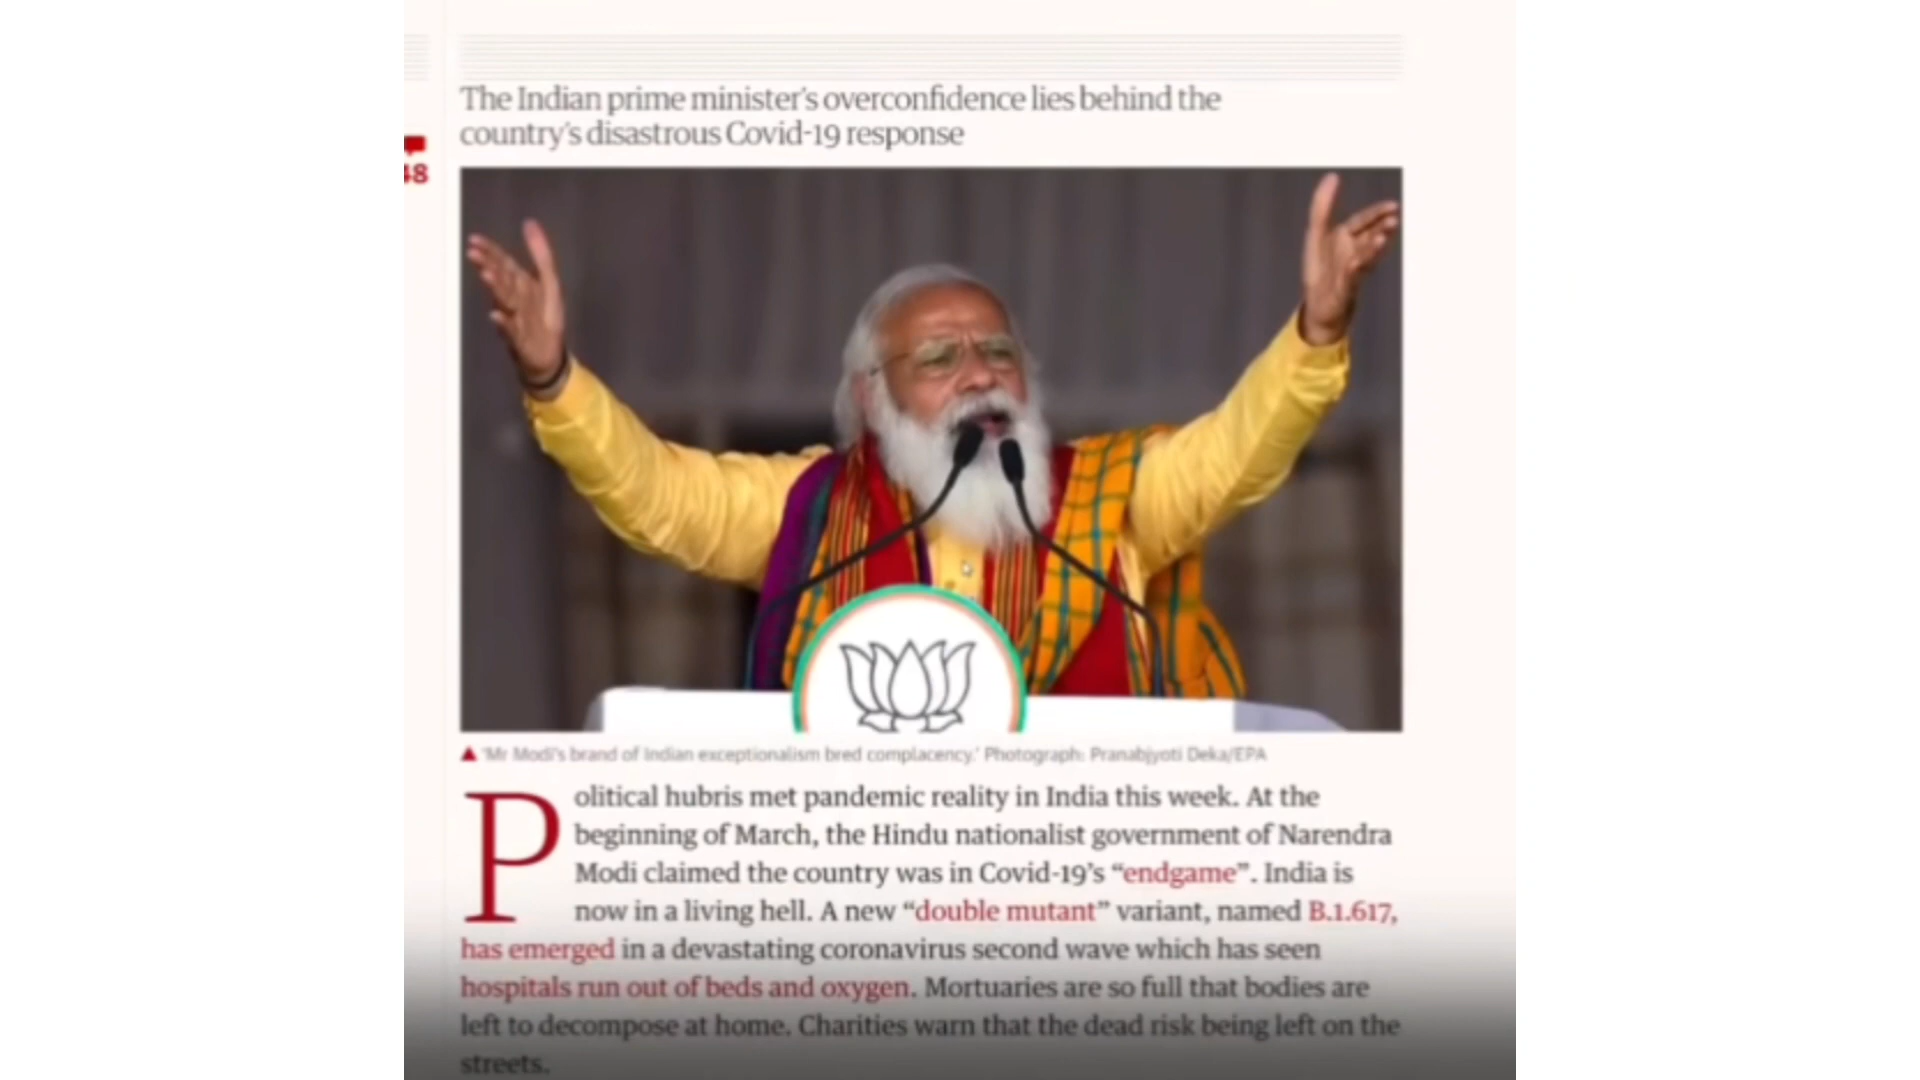 The Indian prime minister's overconfidence lies behind the
country's disastrous Covid-19 response
48
▲ 'Mr Modi's brand of Indian exceptionalism bred complacency.' Photograph: Pranabjyoti Deka/EPA
Political hubris met pandemic reality in India this week. At the
beginning of March, the Hindu nationalist government of Narendra
Modi claimed the country was in Covid-19's “endgame”. India is
now in a living hell. A new “double mutant” variant, named B.1.617,
has emerged in a devastating coronavirus second wave which has seen
hospitals run out of beds and oxygen. Mortuaries are so full that bodies are
left to decompose at home. Charities warn that the dead risk being left on the
streets.